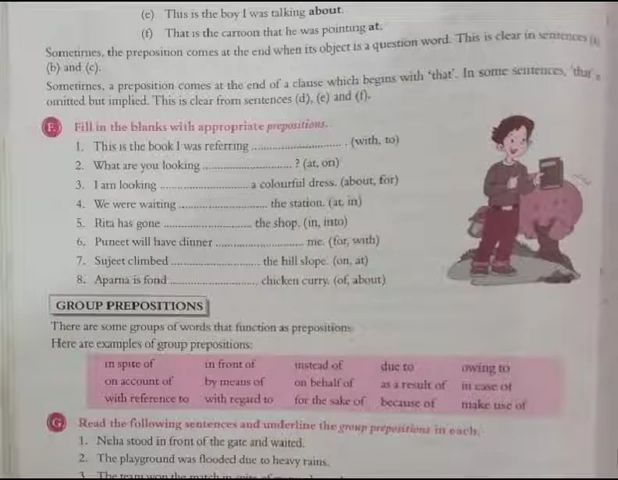 (e) This is the boy I was talking about.
(f) That is the cartoon that he was pointing at.
Sometimes, the preposition comes at the end when its object is a question word. This is clear in sentences
(b) and (c).
Sometimes, a preposition comes at the end of a clause which begins with 'that'. In some sentences, 'that'
omitted but implied. This is clear from sentences (d), (e) and (f).
F. Fill in the blanks with appropriate prepositions.
1. This is the book I was referring .............................. . (with, to)
2. What are you looking .............................. ? (at, on)
3. I am looking .............................. a colourful dress. (about, for)
4. We were waiting .............................. the station. (at, in)
5. Rita has gone .............................. the shop. (in, into)
6. Puneet will have dinner .............................. me. (for, with)
7. Sujeet climbed .............................. the hill slope. (on, at)
8. Aparna is fond .............................. chicken curry. (of, about)
GROUP PREPOSITIONS
There are some groups of words that function as prepositions.
Here are examples of group prepositions:
in spite of in front of instead of due to owing to
on account of by means of on behalf of as a result of in case of
with reference to with regard to for the sake of because of make use of
G. Read the following sentences and underline the group prepositions in each.
1. Neha stood in front of the gate and waited.
2. The playground was flooded due to heavy rains.
3. The team won the match in spite of